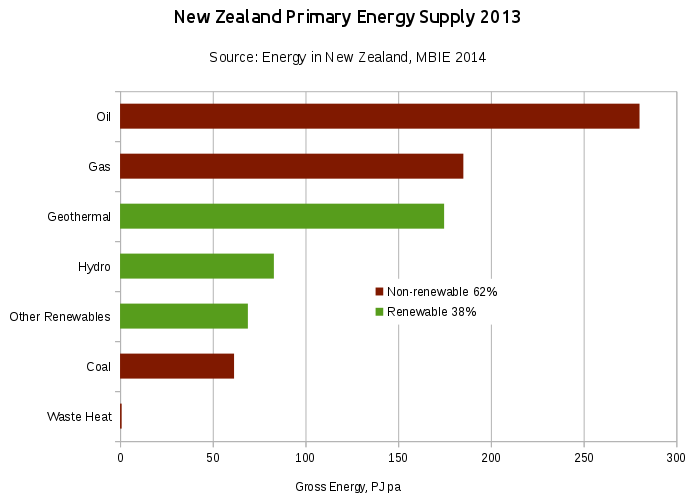 New Zealand Primary Energy Supply 2013
Source: Energy in New Zealand, MBIE 2014
Oil
Gas
Geothermal
Hydro
Other Renewables
Coal
Waste Heat
Non-renewable 62%
Renewable 38%
0 50 100 150 200 250 300
Gross Energy, PJ pa